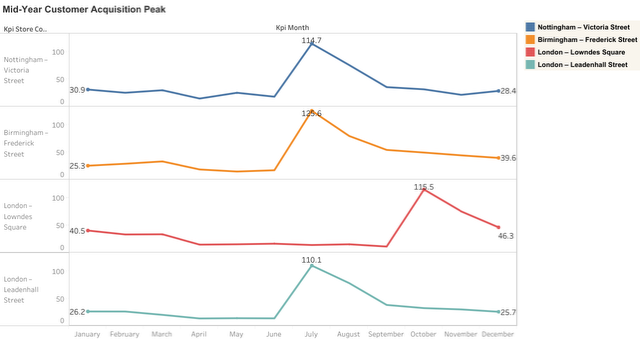 Mid-Year Customer Acquisition Peak
Kpi Store Co..
Kpi Month
Nottingham – Victoria Street
Birmingham – Frederick Street
London – Lowndes Square
London – Leadenhall Street
Nottingham –
Victoria
Street
100
50
0
30.9
114.7
28.4
Birmingham –
Frederick
Street
100
50
0
25.3
125.6
39.6
London –
Lowndes
Square
100
50
0
40.5
115.5
46.3
London –
Leadenhall
Street
100
50
0
26.2
110.1
25.7
January February March April May June July August September October November December